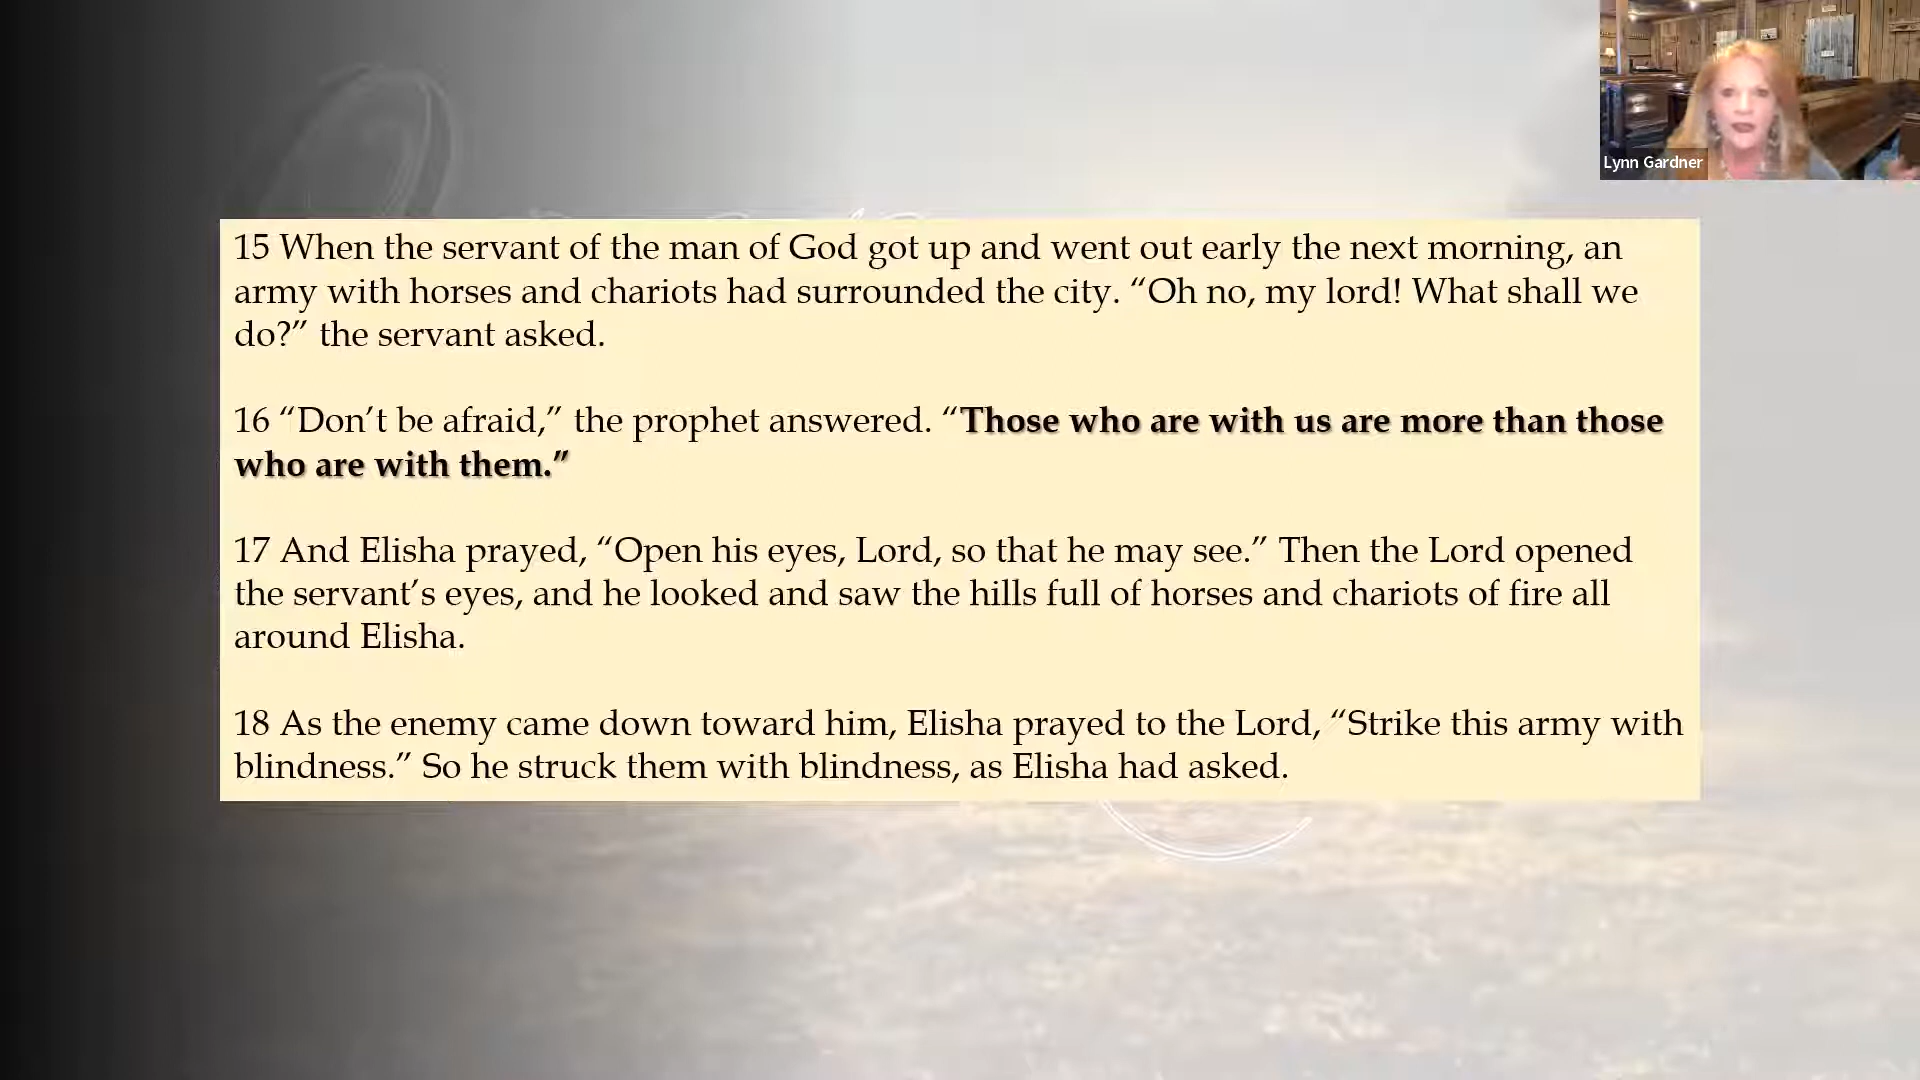 Lynn Gardner
15 When the servant of the man of God got up and went out early the next morning, an
army with horses and chariots had surrounded the city. “Oh no, my lord! What shall we
do?” the servant asked.
16 “Don’t be afraid,” the prophet answered. “Those who are with us are more than those
who are with them.”
17 And Elisha prayed, “Open his eyes, Lord, so that he may see.” Then the Lord opened
the servant’s eyes, and he looked and saw the hills full of horses and chariots of fire all
around Elisha.
18 As the enemy came down toward him, Elisha prayed to the Lord, “Strike this army with
blindness.” So he struck them with blindness, as Elisha had asked.